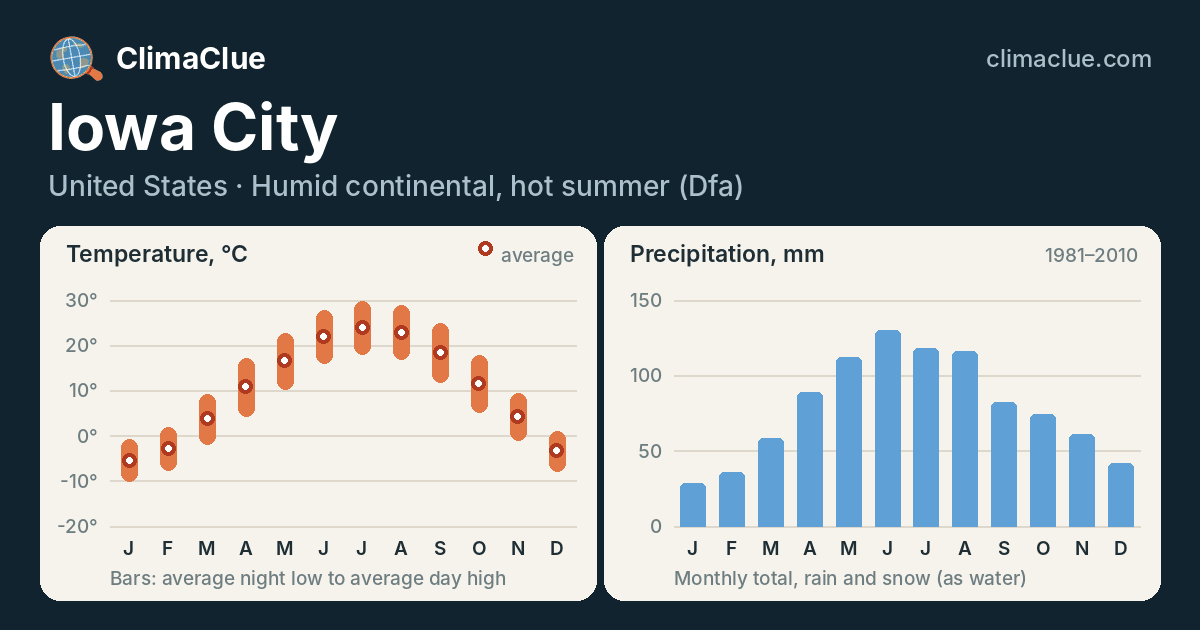 ClimaClue
climaclue.com
Iowa City
United States · Humid continental, hot summer (Dfa)
Temperature, °C
average
30°
20°
10°
0°
-10°
-20°
J F M A M J J A S O N D
Bars: average night low to average day high
Precipitation, mm
1981–2010
150
100
50
0
J F M A M J J A S O N D
Monthly total, rain and snow (as water)